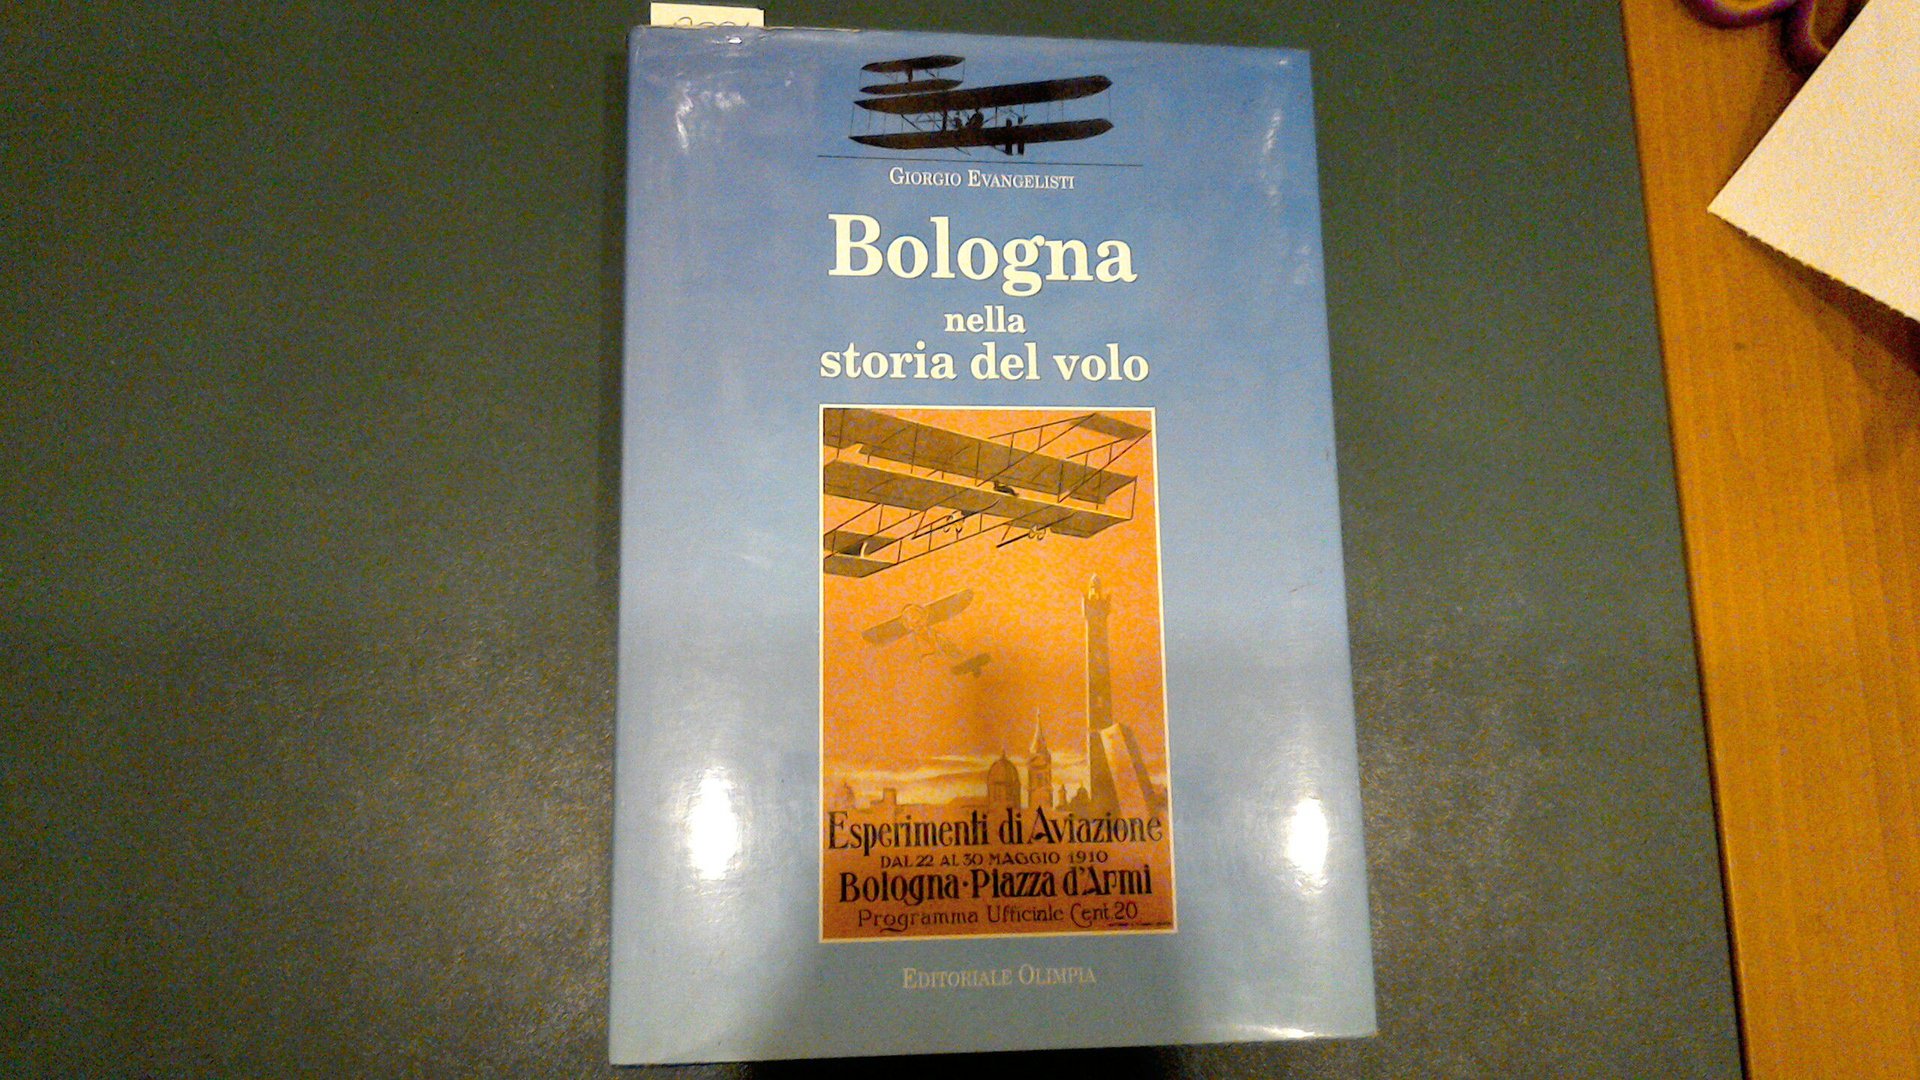 GIORGIO EVANGELISTI
Bologna
nella
storia del volo
Esperimenti di Aviazione
DAL 22 AL 30 MAGGIO 1910
Bologna · Piazza d'Armi
Programma Ufficiale Cent. 20
EDITORIALE OLIMPIA